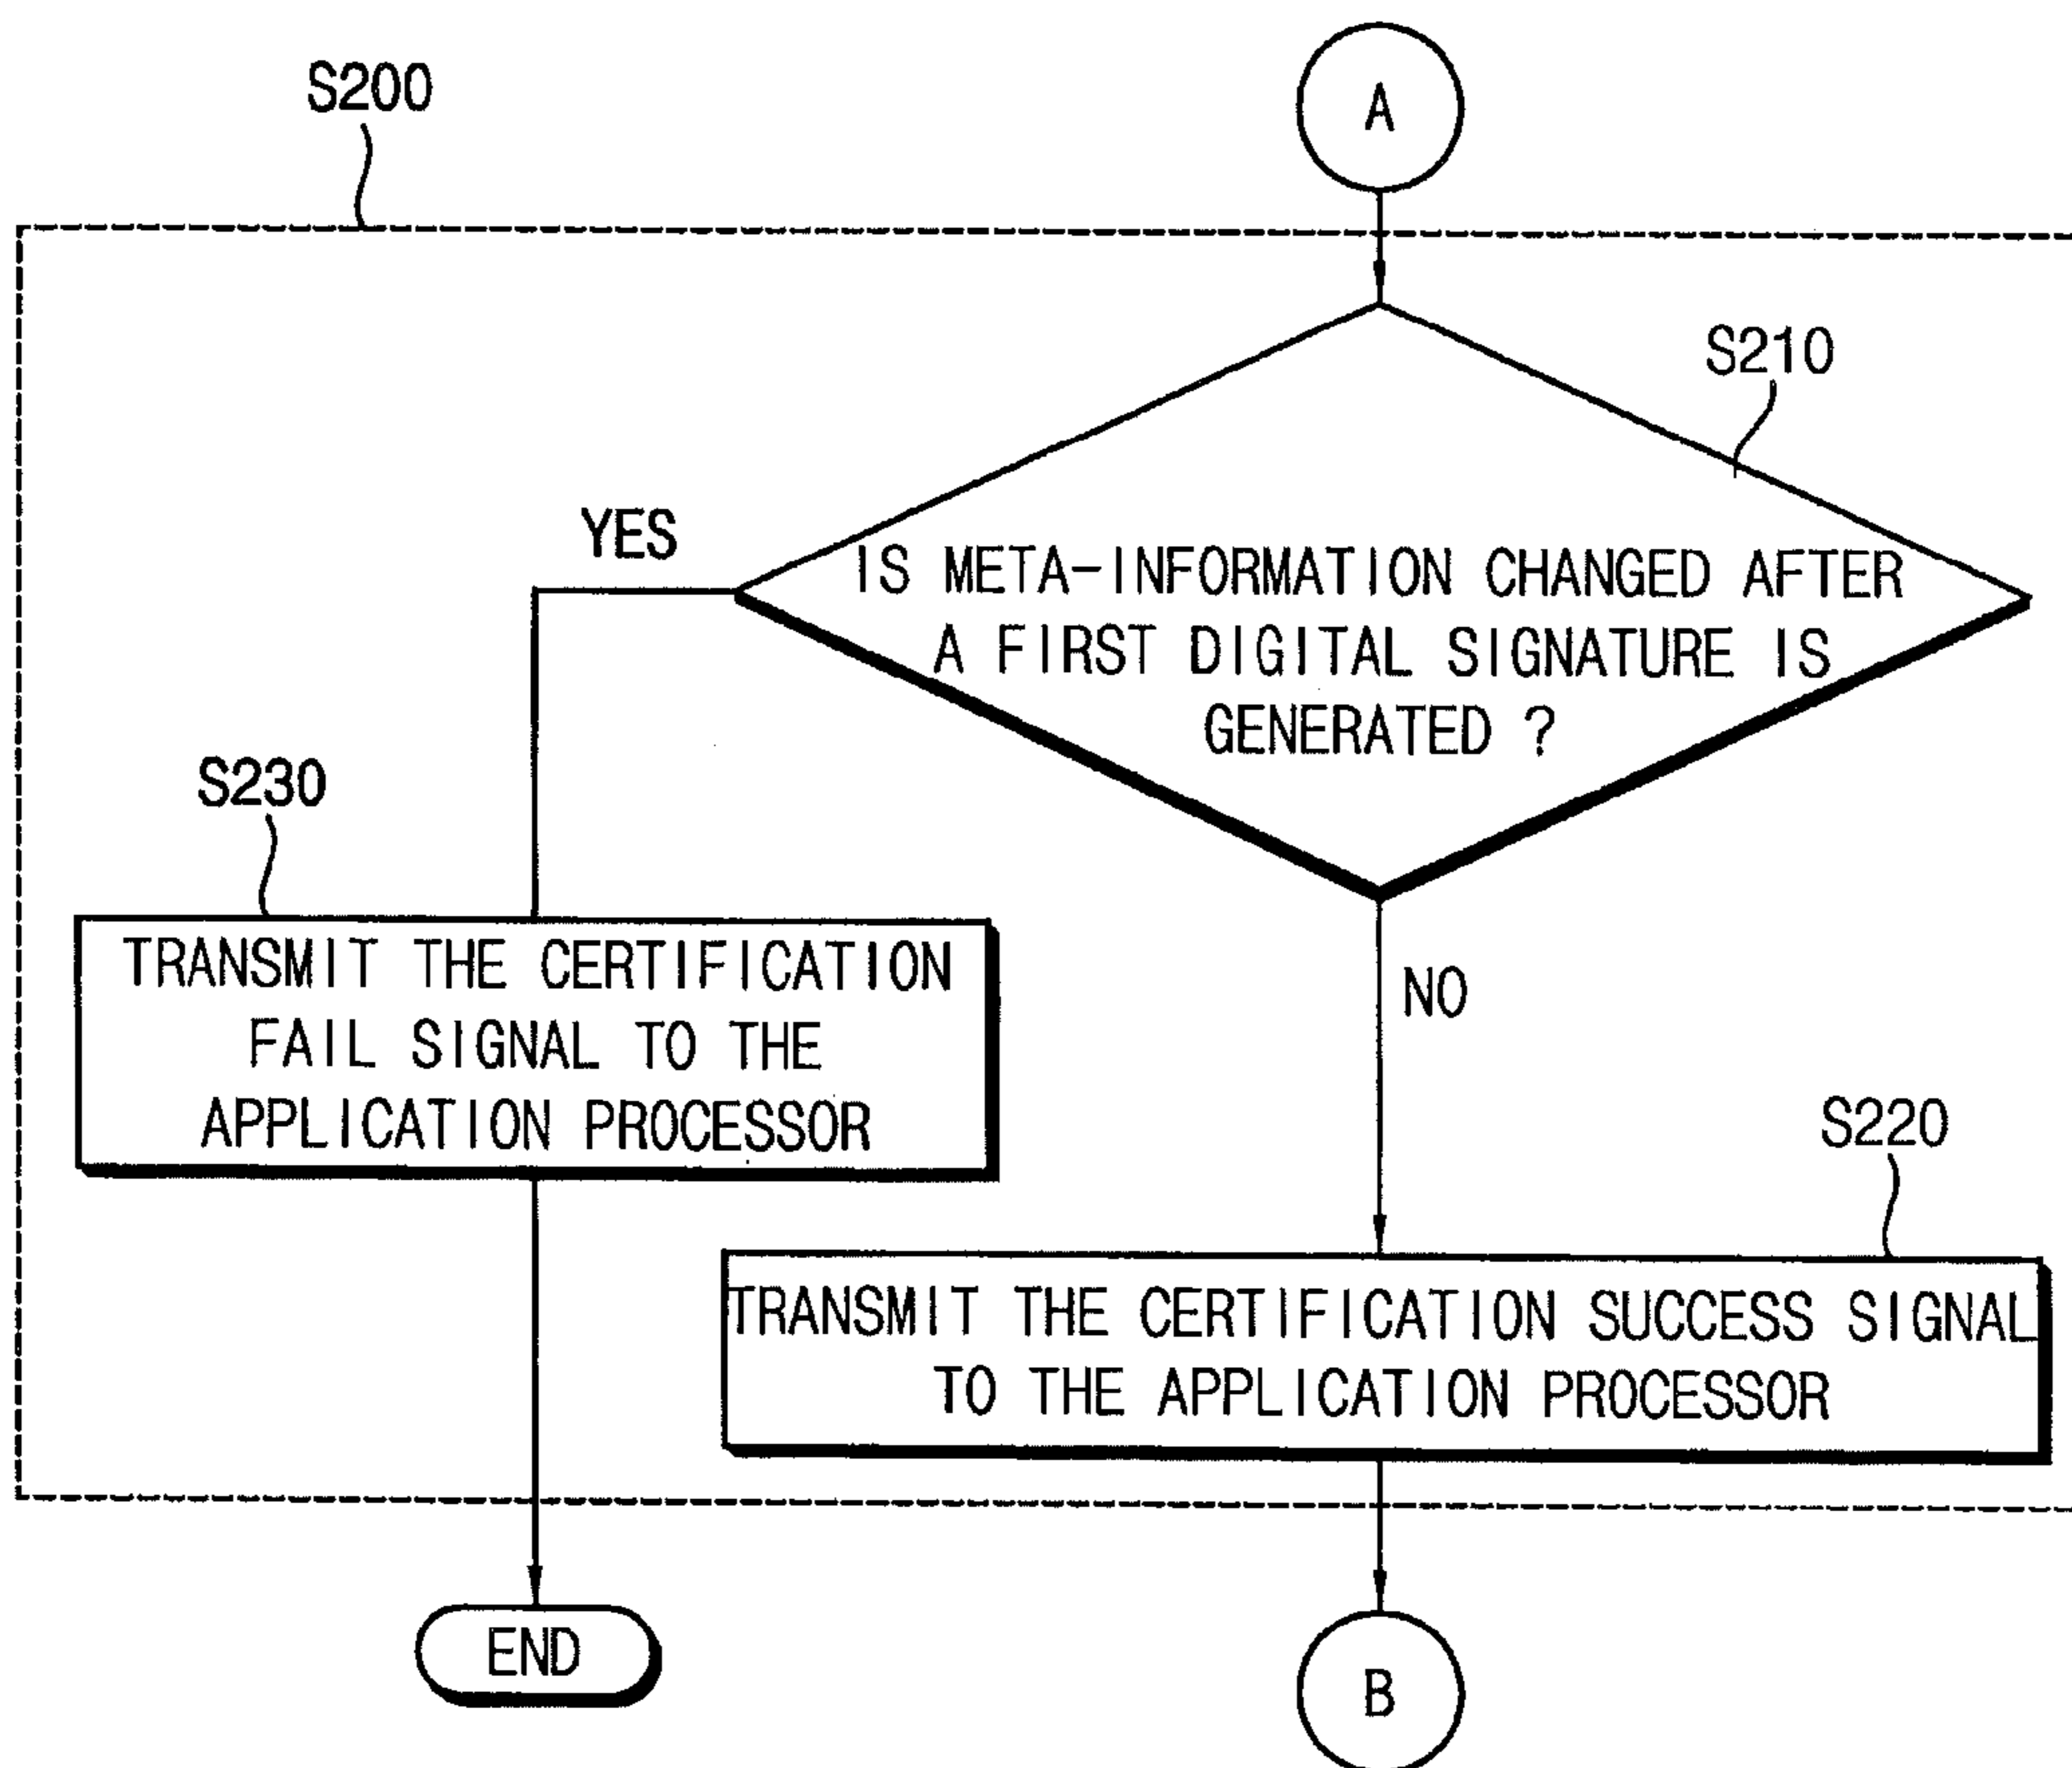 S200
A
S210
YES
IS META-INFORMATION CHANGED AFTER
A FIRST DIGITAL SIGNATURE IS
GENERATED ?
S230
TRANSMIT THE CERTIFICATION
FAIL SIGNAL TO THE
APPLICATION PROCESSOR
NO
S220
TRANSMIT THE CERTIFICATION SUCCESS SIGNAL
TO THE APPLICATION PROCESSOR
END
B